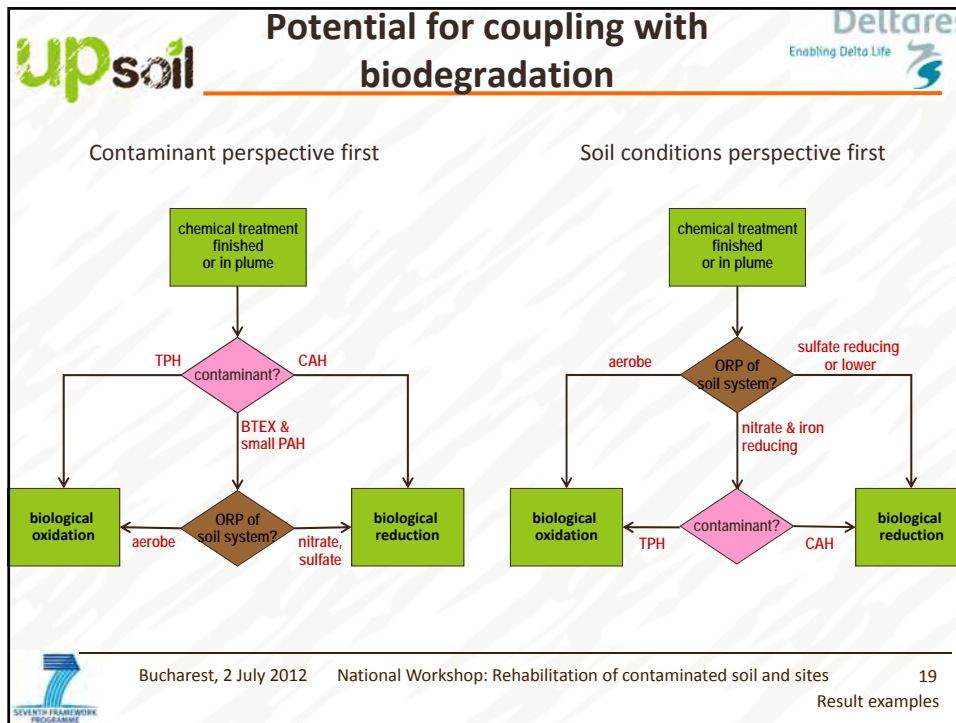 upsoil
Potential for coupling with
biodegradation
Deltares
Enabling Delta Life
Contaminant perspective first
chemical treatment
finished
or in plume
TPH
contaminant?
CAH
BTEX &
small PAH
biological
oxidation
aerobe
ORP of
soil system?
nitrate,
sulfate
biological
reduction
Soil conditions perspective first
chemical treatment
finished
or in plume
aerobe
ORP of
soil system?
sulfate reducing
or lower
nitrate & iron
reducing
biological
oxidation
TPH
contaminant?
CAH
biological
reduction
SEVENTH FRAMEWORK
PROGRAMME
Bucharest, 2 July 2012 National Workshop: Rehabilitation of contaminated soil and sites 19
Result examples